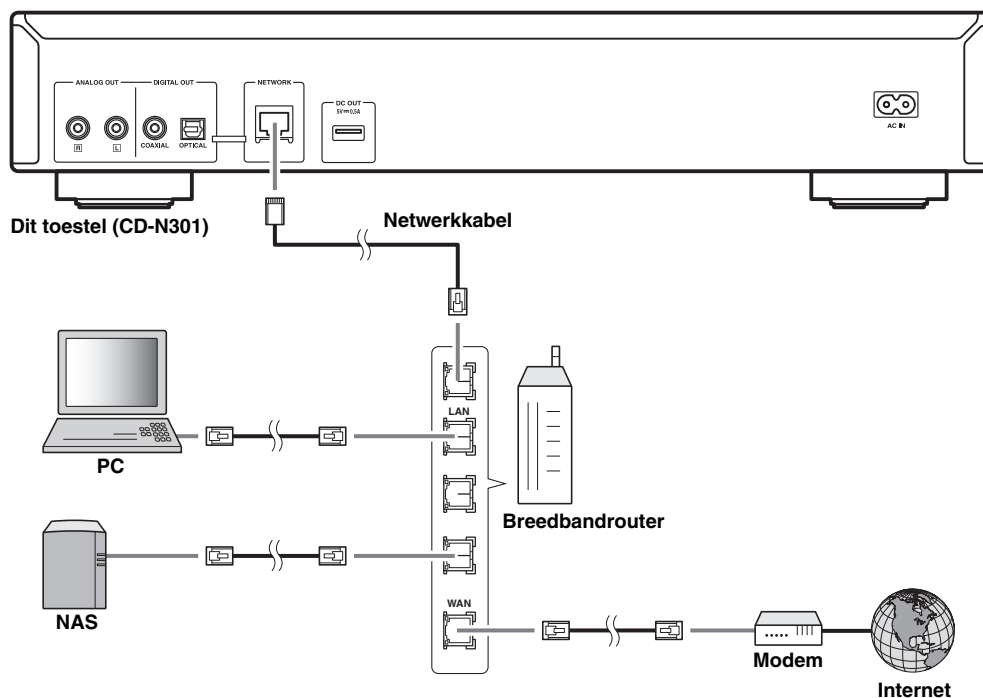 ANALOG OUT
DIGITAL OUT
NETWORK
DC OUT
5V⎓0.5A
R
L
COAXIAL
OPTICAL
AC IN
Dit toestel (CD-N301)
Netwerkkabel
LAN
PC
Breedbandrouter
NAS
WAN
Modem
Internet